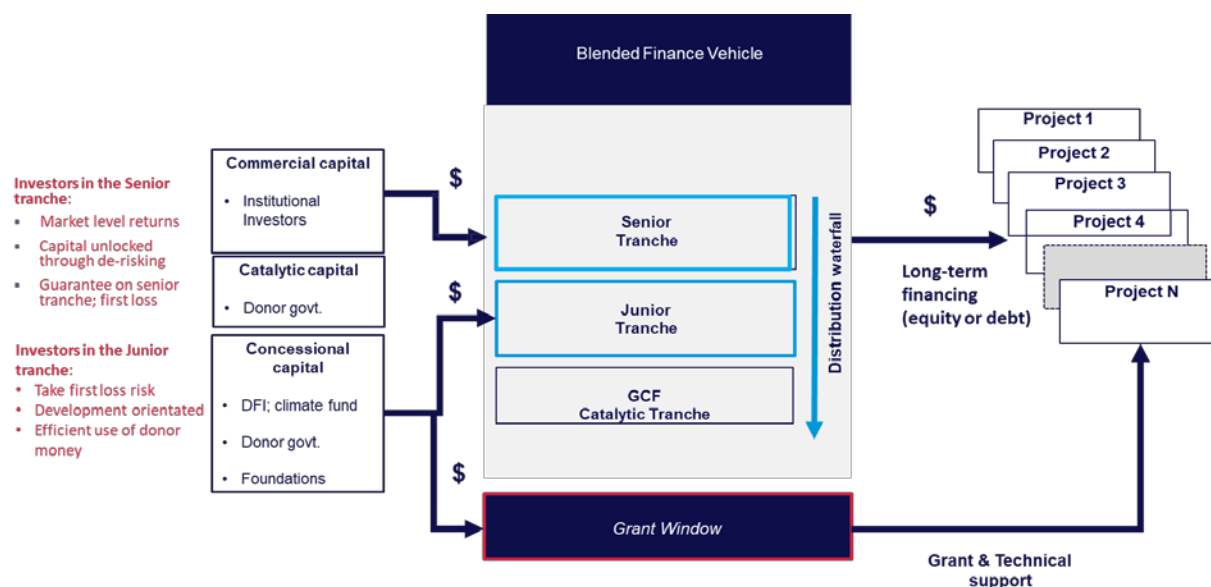 Blended Finance Vehicle
Investors in the Senior
tranche:
▪ Market level returns
▪ Capital unlocked
through de-risking
▪ Guarantee on senior
tranche; first loss
Investors in the Junior
tranche:
• Take first loss risk
• Development orientated
• Efficient use of donor
money
Commercial capital
• Institutional
Investors
Catalytic capital
• Donor govt.
Concessional
capital
• DFI; climate fund
• Donor govt.
• Foundations
$
$
$
Senior
Tranche
Junior
Tranche
GCF
Catalytic Tranche
Distribution waterfall
Grant Window
$
Long-term
financing
(equity or debt)
Project 1
Project 2
Project 3
Project 4
Project N
Grant & Technical
support